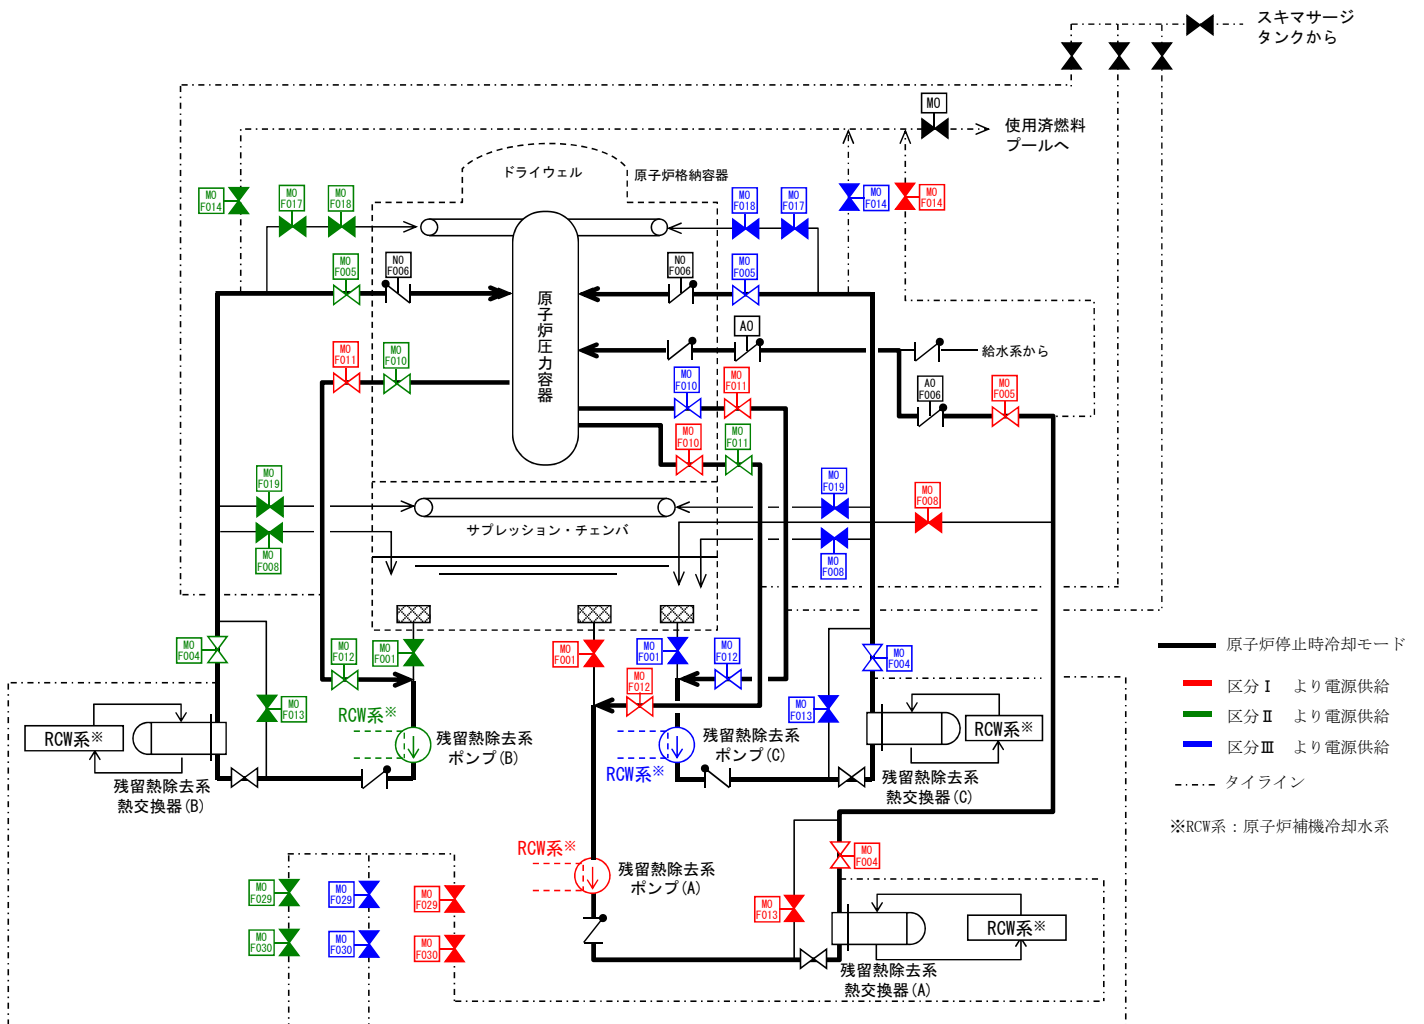 スキマサージ
タンクから
MO
使用済燃料
プールへ
ドライウェル
原子炉格納容器
MO
F014
MO
F017
MO
F018
MO
F018
MO
F017
MO
F014
MO
F014
MO
F005
NO
F006
NO
F006
MO
F005
原子炉圧力容器
AO
給水系から
MO
F011
MO
F010
MO
F010
MO
F011
AO
F006
MO
F005
MO
F010
MO
F011
MO
F019
MO
F019
MO
F008
サプレッション・チェンバ
MO
F008
MO
F008
MO
F004
MO
F012
MO
F001
MO
F001
MO
F001
MO
F012
MO
F004
MO
F012
MO
F013
MO
F013
原子炉停止時冷却モード
区分Ⅰ より電源供給
区分Ⅱ より電源供給
区分Ⅲ より電源供給
タイライン
※RCW系：原子炉補機冷却水系
RCW系※
RCW系※
残留熱除去系
ポンプ(B)
残留熱除去系
熱交換器(B)
RCW系※
残留熱除去系
ポンプ(C)
RCW系※
残留熱除去系
熱交換器(C)
RCW系※
残留熱除去系
ポンプ(A)
MO
F004
MO
F013
RCW系※
残留熱除去系
熱交換器(A)
MO
F029
MO
F029
MO
F029
MO
F030
MO
F030
MO
F030